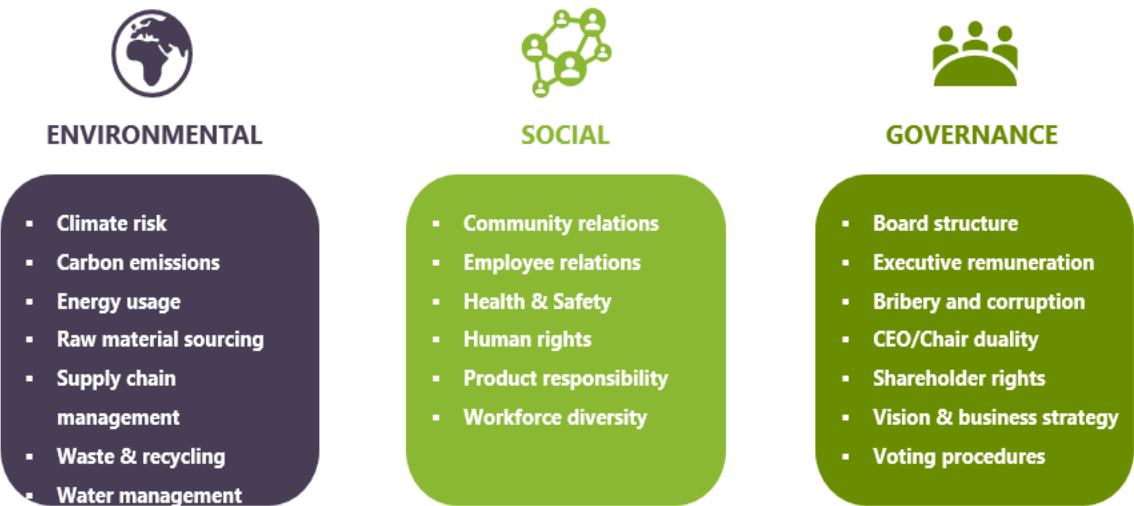 ENVIRONMENTAL
▪ Climate risk
▪ Carbon emissions
▪ Energy usage
▪ Raw material sourcing
▪ Supply chain
management
▪ Waste & recycling
▪ Water management
SOCIAL
▪ Community relations
▪ Employee relations
▪ Health & Safety
▪ Human rights
▪ Product responsibility
▪ Workforce diversity
GOVERNANCE
▪ Board structure
▪ Executive remuneration
▪ Bribery and corruption
▪ CEO/Chair duality
▪ Shareholder rights
▪ Vision & business strategy
▪ Voting procedures